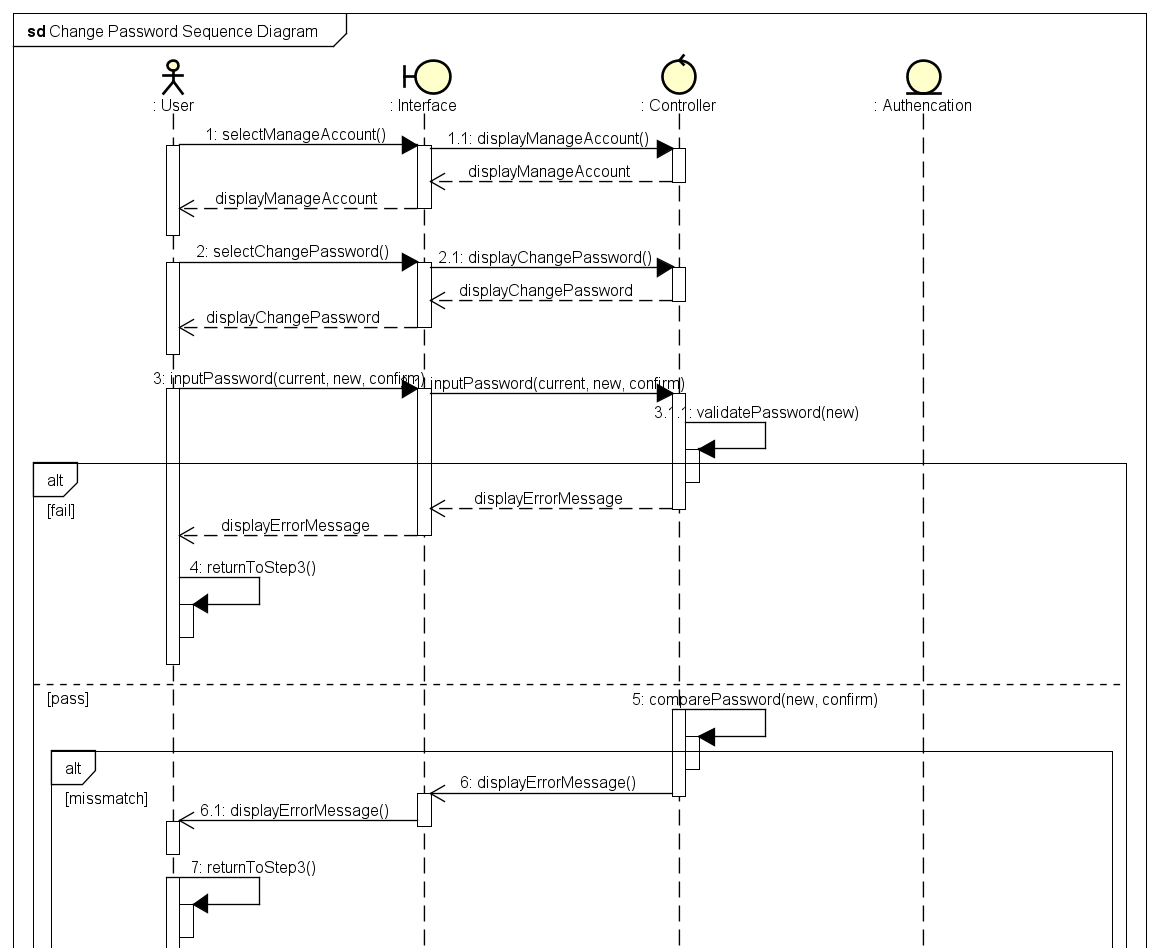 sd Change Password Sequence Diagram
: User
: Interface
: Controller
: Authencation
1: selectManageAccount()
1.1: displayManageAccount()
displayManageAccount
displayManageAccount
2: selectChangePassword()
2.1: displayChangePassword()
displayChangePassword
displayChangePassword
3: inputPassword(current, new, confirm)
inputPassword(current, new, confirm)
3.1.1: validatePassword(new)
alt
[fail]
displayErrorMessage
displayErrorMessage
4: returnToStep3()
[pass]
5: comparePassword(new, confirm)
alt
[missmatch]
6: displayErrorMessage()
6.1: displayErrorMessage()
7: returnToStep3()